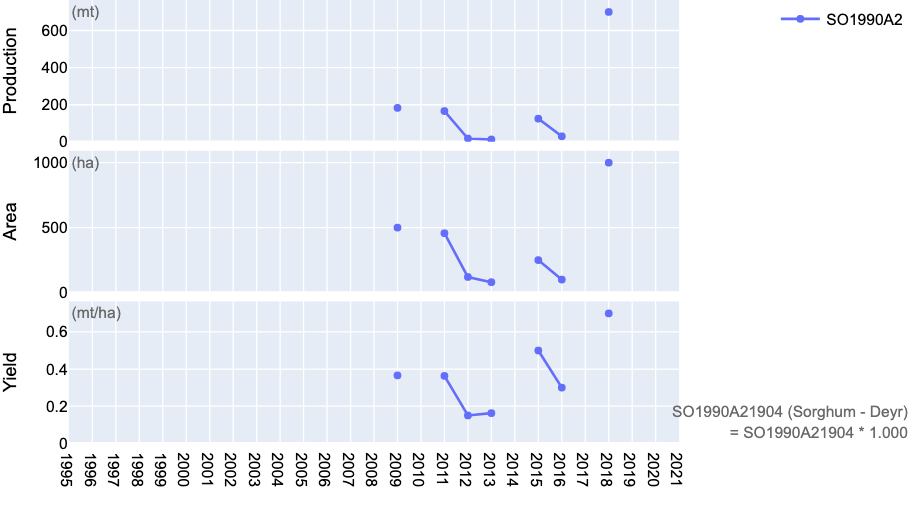 (mt)
SO1990A2
Production
600
400
200
0
(ha)
Area
1000
500
0
(mt/ha)
Yield
0.6
0.4
0.2
0
SO1990A21904 (Sorghum - Deyr)
= SO1990A21904 * 1.000
1995 1996 1997 1998 1999 2000 2001 2002 2003 2004 2005 2006 2007 2008 2009 2010 2011 2012 2013 2014 2015 2016 2017 2018 2019 2020 2021